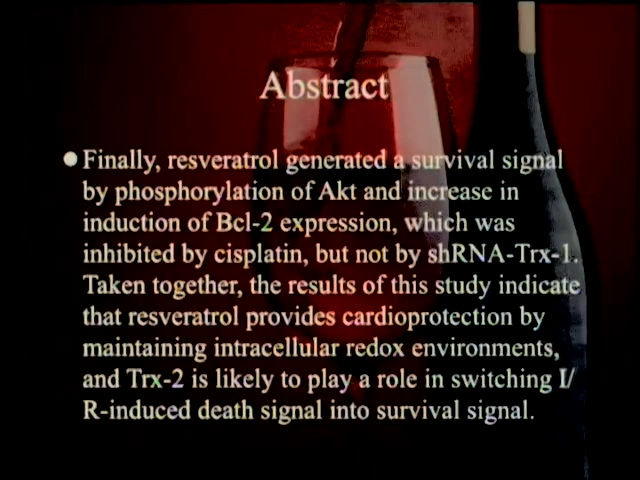 Abstract
Finally, resveratrol generated a survival signal
by phosphorylation of Akt and increase in
induction of Bcl-2 expression, which was
inhibited by cisplatin, but not by shRNA-Trx-1.
Taken together, the results of this study indicate
that resveratrol provides cardioprotection by
maintaining intracellular redox environments,
and Trx-2 is likely to play a role in switching I/
R-induced death signal into survival signal.